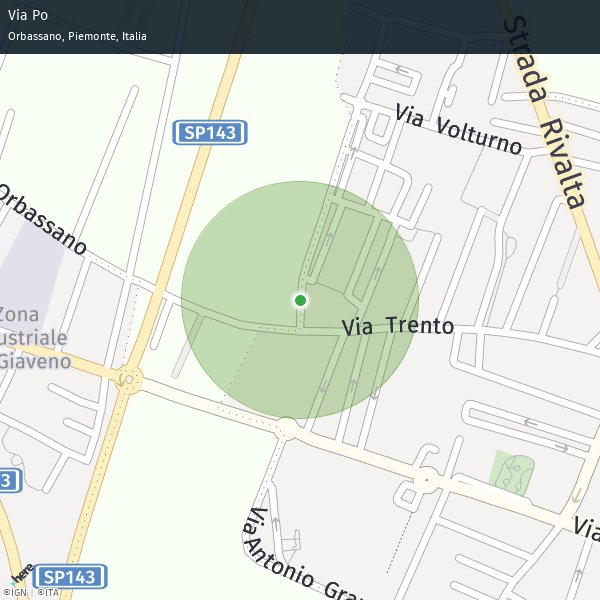 Via Po
Orbassano, Piemonte, Italia
Strada Rivalta
SP143
Via Volturno
Orbassano
Zona
ustriale
Giaveno
Via Trento
3
Via
Via Antonio Gra
SP143
here
©IGN | ©ITA